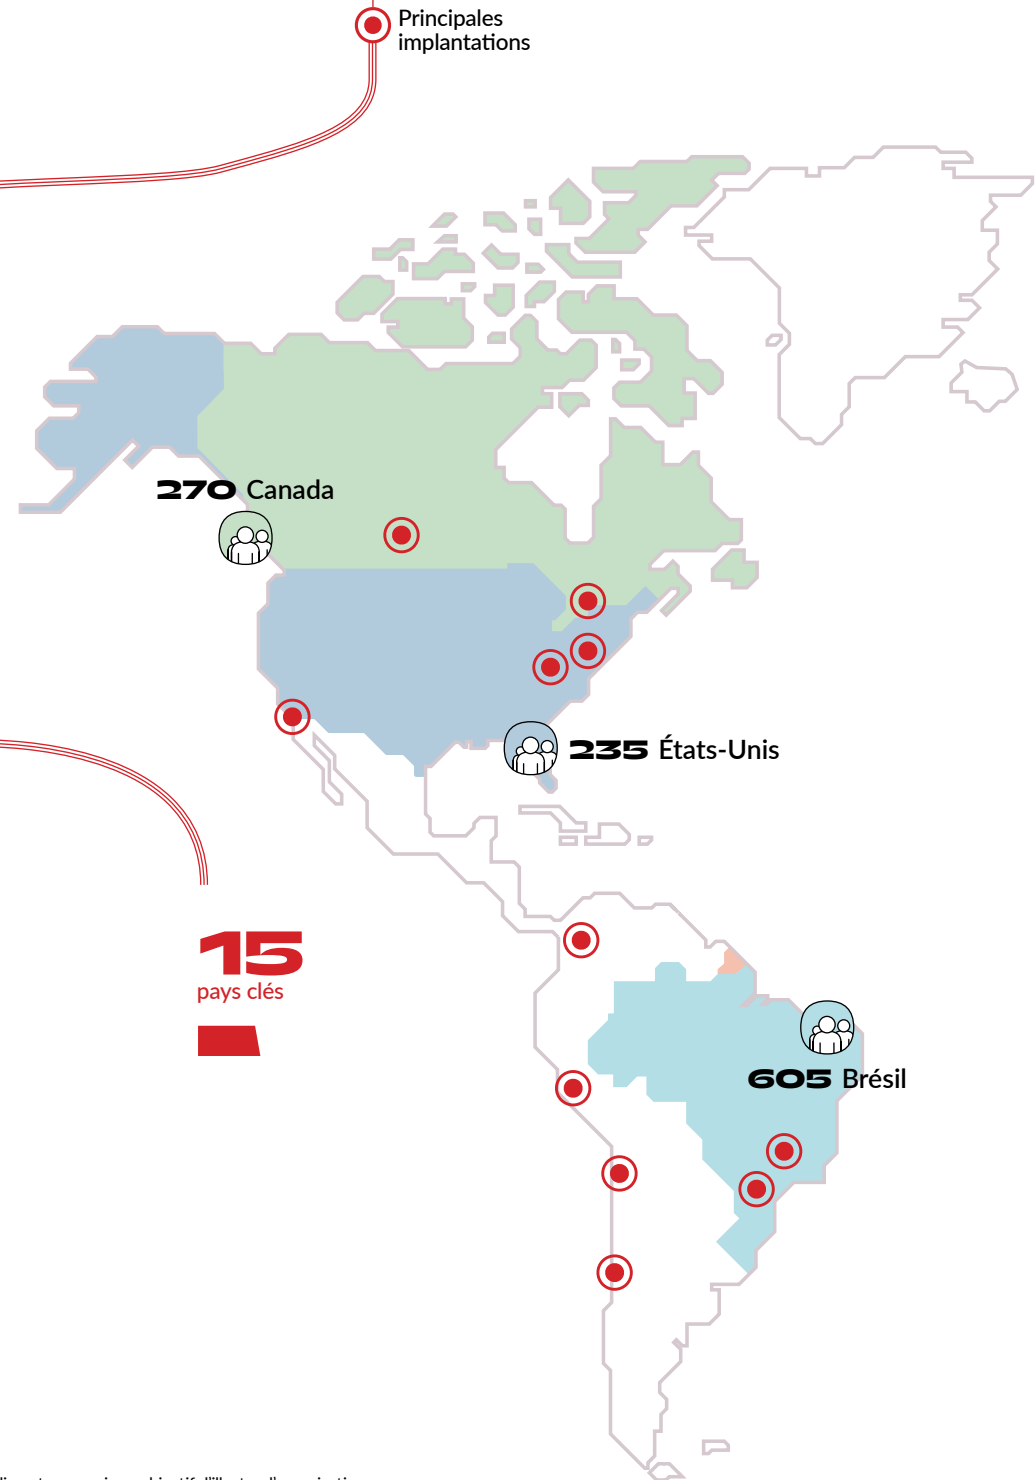 Principales
implantations
270 Canada
235 États-Unis
15
pays clés
605 Brésil